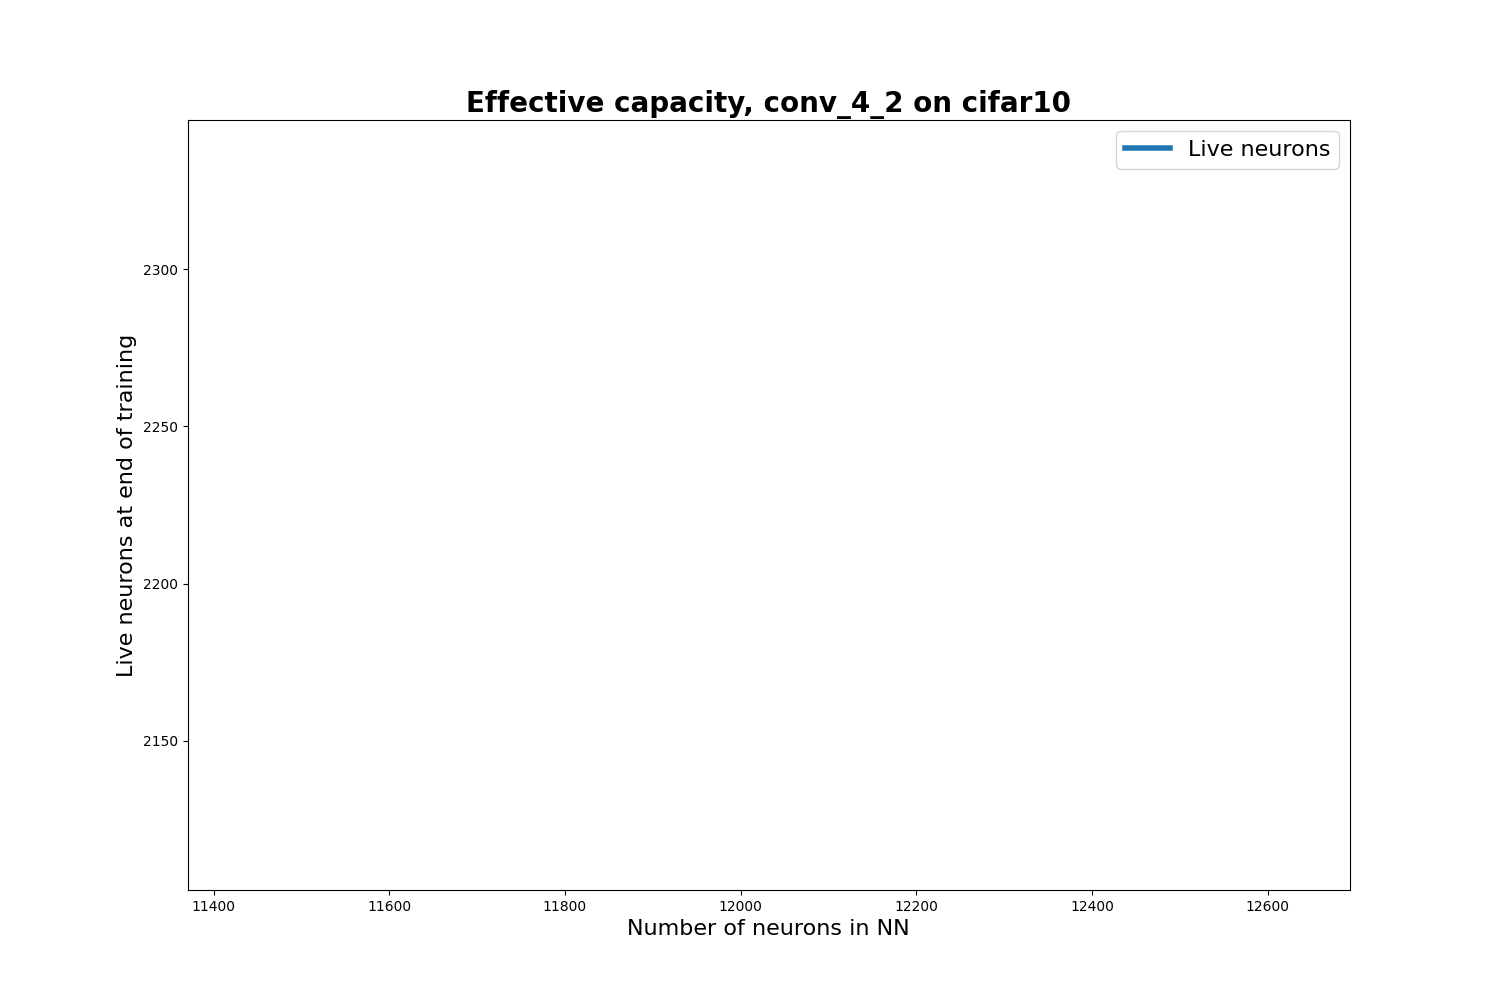 Effective capacity, conv_4_2 on cifar10
Live neurons
2300
2250
2200
2150
Live neurons at end of training
11400 11600 11800 12000 12200 12400 12600
Number of neurons in NN